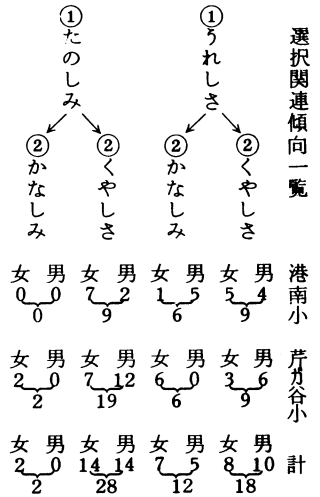 選択関連傾向一覧
① うれしさ
② くやしさ
② かなしみ
① たのしみ
② くやしさ
② かなしみ
港南小
男 女 男 女 男 女 男 女
4 5 5 1 2 7 0 0
9 6 9 0
芹が谷小
男 女 男 女 男 女 男 女
6 3 0 6 12 7 0 2
9 6 19 2
計
男 女 男 女 男 女 男 女
10 8 5 7 14 14 0 2
18 12 28 2